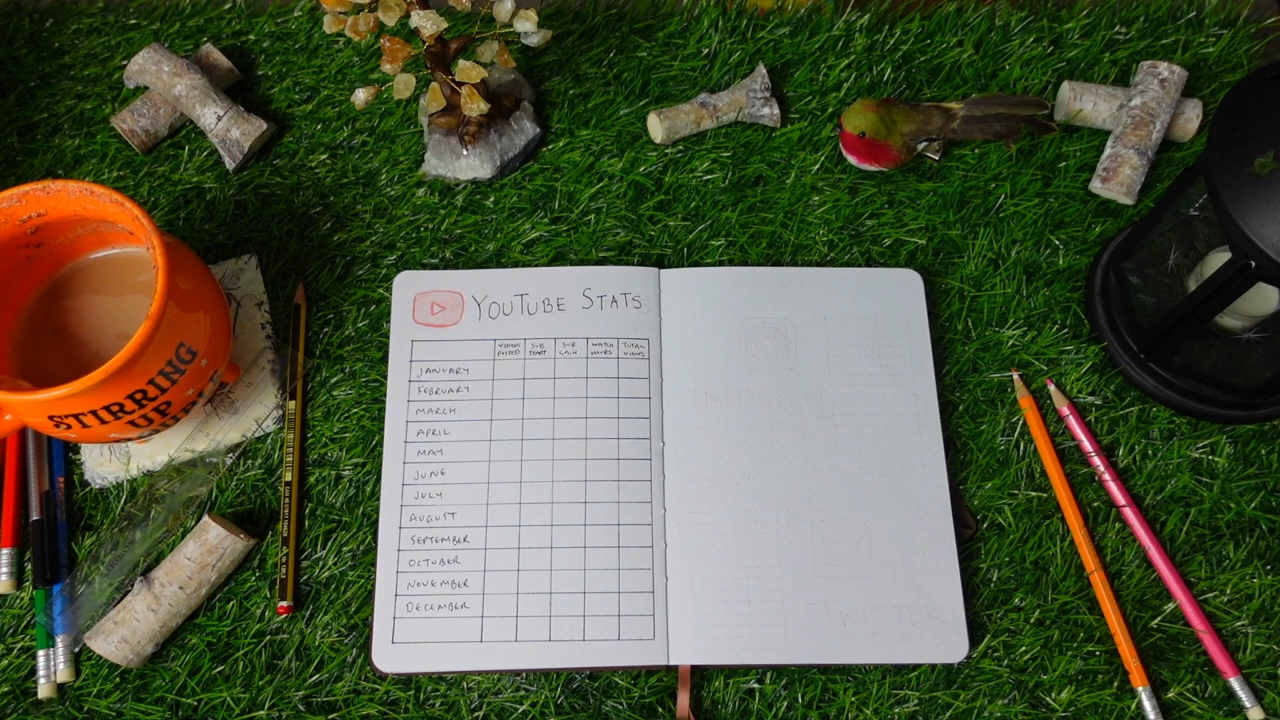 YOUTUBE STATS
VIDEOS POSTED
SUB START
SUB GAIN
WATCH HOURS
TOTAL VIEWS
JANUARY
FEBRUARY
MARCH
APRIL
MAY
JUNE
JULY
AUGUST
SEPTEMBER
OCTOBER
NOVEMBER
DECEMBER
STIRRING
UP
TWITTER